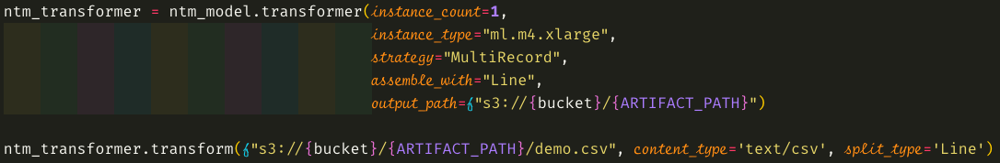 ntm_transformer = ntm_model.transformer(instance_count=1,
instance_type="ml.m4.xlarge",
strategy="MultiRecord",
assemble_with="Line",
output_path=f"s3://{bucket}/{ARTIFACT_PATH}")
ntm_transformer.transform(f"s3://{bucket}/{ARTIFACT_PATH}/demo.csv", content_type='text/csv', split_type='Line')